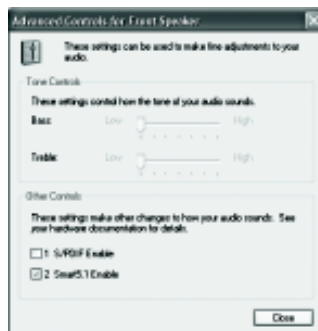 Advanced Controls for Front Speaker
These settings can be used to make fine adjustments to your
audio.
Tone Controls
These settings control how the tone of your audio sounds.
Bass: Low High
Treble: Low High
Other Controls
These settings make other changes to how your audio sounds. See
your hardware documentation for details.
1 S/PDIF Enable
2 Smart5.1 Enable
Close